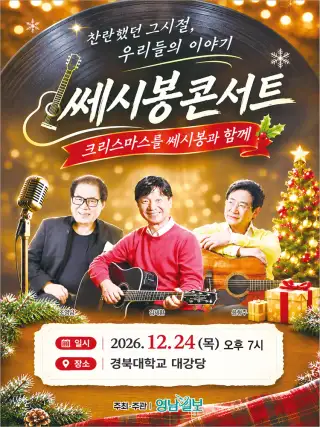 찬란했던 그시절,
우리들의 이야기
쎄시봉콘서트
크리스마스를 쎄시봉과 함께
일시 2026. 12.24 (목) 오후 7시
장소 경북대학교 대강당
주최·주관 영남일보